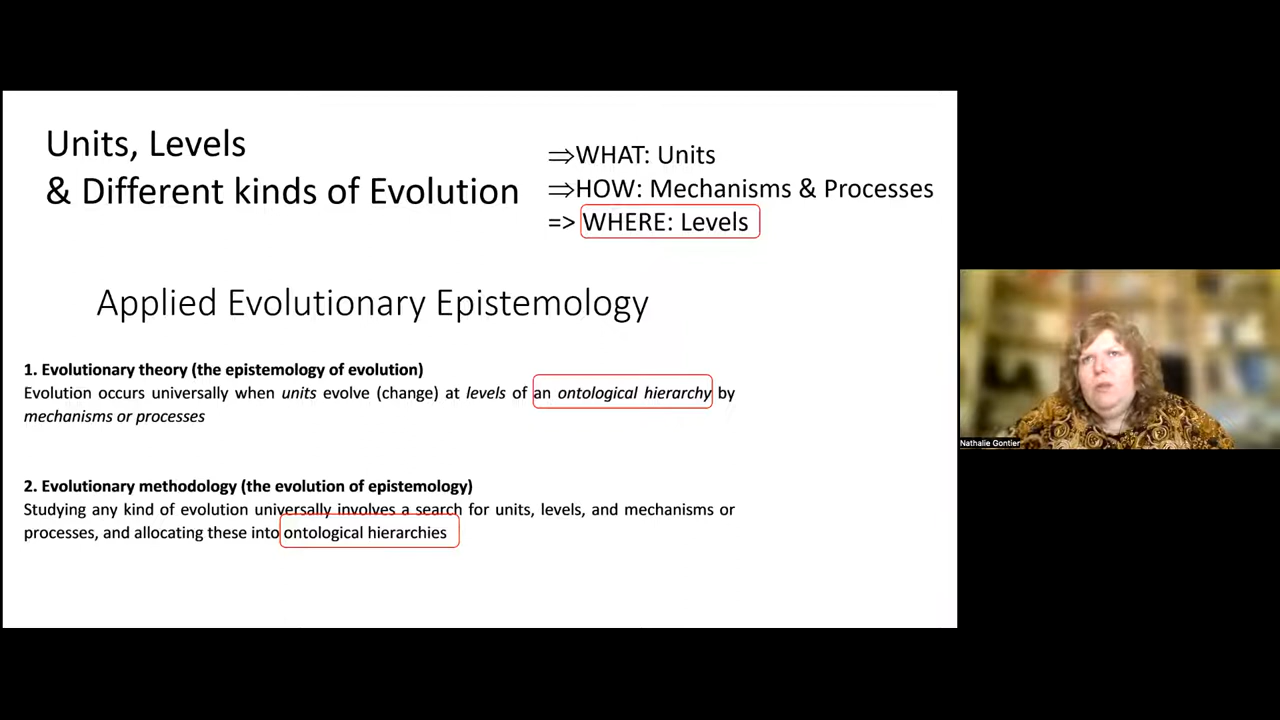 Units, Levels
& Different kinds of Evolution
⇒WHAT: Units
⇒HOW: Mechanisms & Processes
=> WHERE: Levels
Applied Evolutionary Epistemology
1. Evolutionary theory (the epistemology of evolution)
Evolution occurs universally when units evolve (change) at levels of an ontological hierarchy by
mechanisms or processes
2. Evolutionary methodology (the evolution of epistemology)
Studying any kind of evolution universally involves a search for units, levels, and mechanisms or
processes, and allocating these into ontological hierarchies
Nathalie Gontier